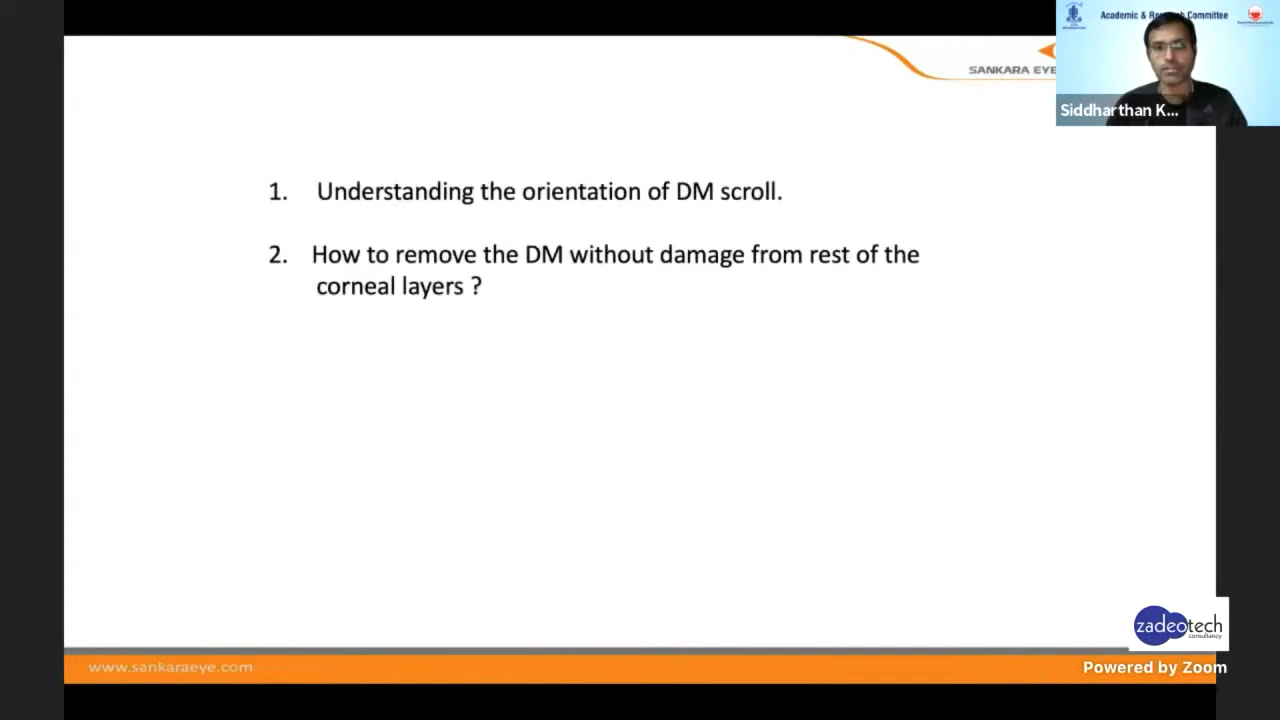 Academic & Re Committee
SANKARA EYE
Siddharthan K...
1. Understanding the orientation of DM scroll.
2. How to remove the DM without damage from rest of the
corneal layers ?
zadeotech
consultancy
www.sankaraeye.com
Powered by Zoom